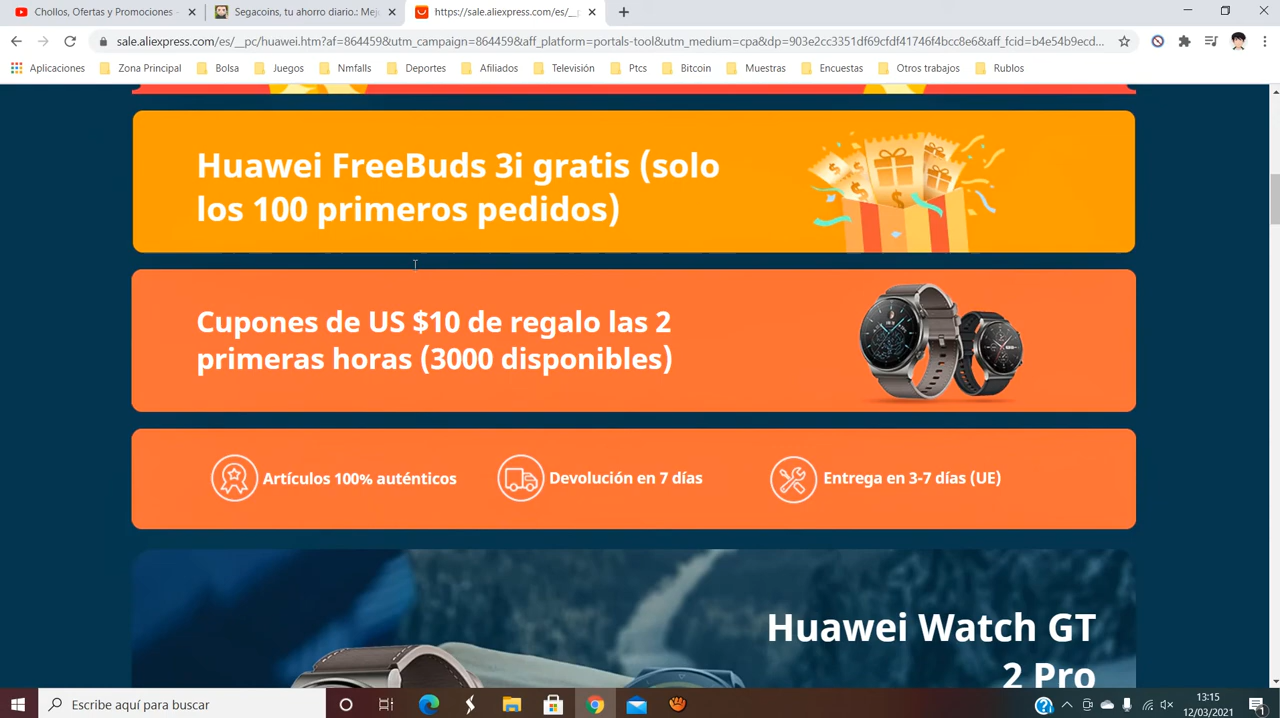 Chollos, Ofertas y Promociones -
Segacoins, tu ahorro diario.: Mej
https://sale.aliexpress.com/es/__p
sale.aliexpress.com/es/__pc/huawei.htm?af=864459&utm_campaign=864459&aff_platform=portals-tool&utm_medium=cpa&dp=903e2cc3351df69cfdf41746f4bcc8e6&aff_fcid=b4e54b9ecd...
Aplicaciones
Zona Principal
Bolsa
Juegos
Nmfalls
Deportes
Afiliados
Televisión
Ptcs
Bitcoin
Muestras
Encuestas
Otros trabajos
Rublos
Huawei FreeBuds 3i gratis (solo
los 100 primeros pedidos)
Cupones de US $10 de regalo las 2
primeras horas (3000 disponibles)
Artículos 100% auténticos
Devolución en 7 días
Entrega en 3-7 días (UE)
Huawei Watch GT
2 Pro
Escribe aquí para buscar
13:15
12/03/2021
1